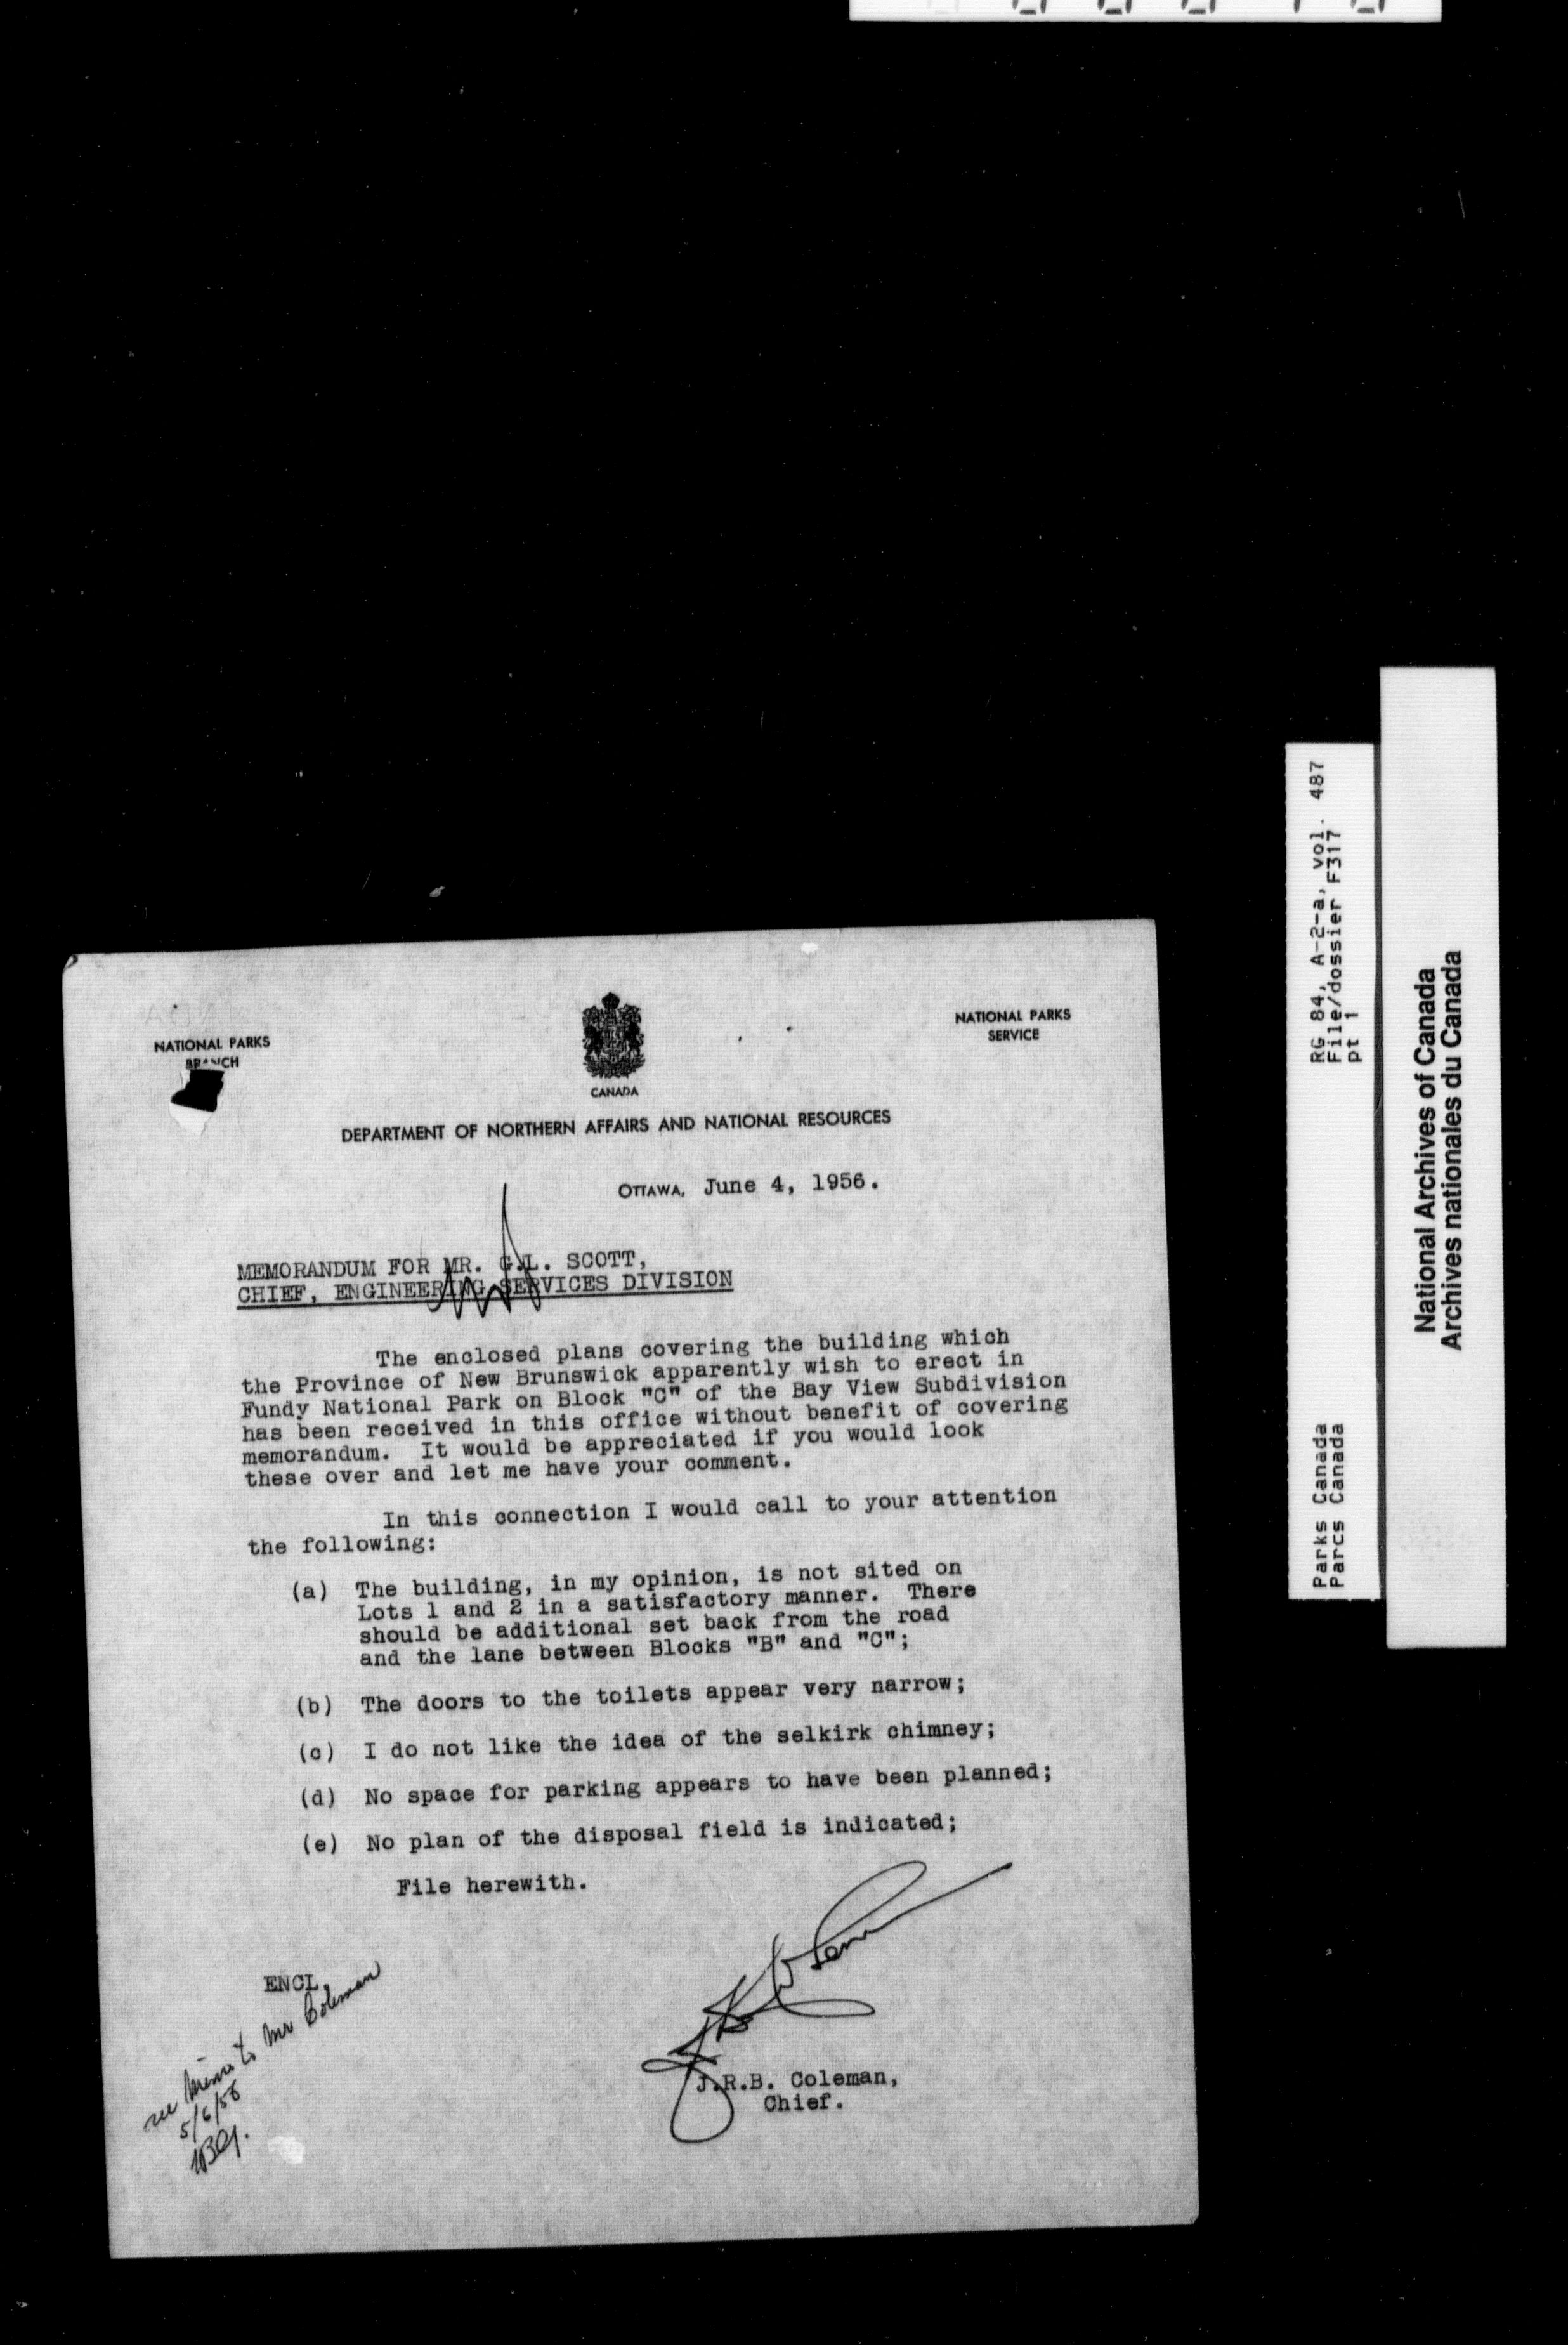 NATIONAL PARKS
BRANCH
CANADA
NATIONAL PARKS
SERVICE
DEPARTMENT OF NORTHERN AFFAIRS AND NATIONAL RESOURCES
OTTAWA, June 4, 1956.
MEMORANDUM FOR MR. G.L. SCOTT,
CHIEF, ENGINEERING SERVICES DIVISION
The enclosed plans covering the building which
the Province of New Brunswick apparently wish to erect in
Fundy National Park on Block "C" of the Bay View Subdivision
has been received in this office without benefit of covering
memorandum. It would be appreciated if you would look
these over and let me have your comment.
In this connection I would call to your attention
the following:
(a) The building, in my opinion, is not sited on
Lots 1 and 2 in a satisfactory manner. There
should be additional set back from the road
and the lane between Blocks "B" and "C";
(b) The doors to the toilets appear very narrow;
(c) I do not like the idea of the selkirk chimney;
(d) No space for parking appears to have been planned;
(e) No plan of the disposal field is indicated;
File herewith.
ENCL.
see memo to Mr Coleman
5/6/56
J.R.B. Coleman,
Chief.
RG 84, A-2-a, vol. 487
File/dossier F317
pt 1
Parks Canada
Parcs Canada
National Archives of Canada
Archives nationales du Canada